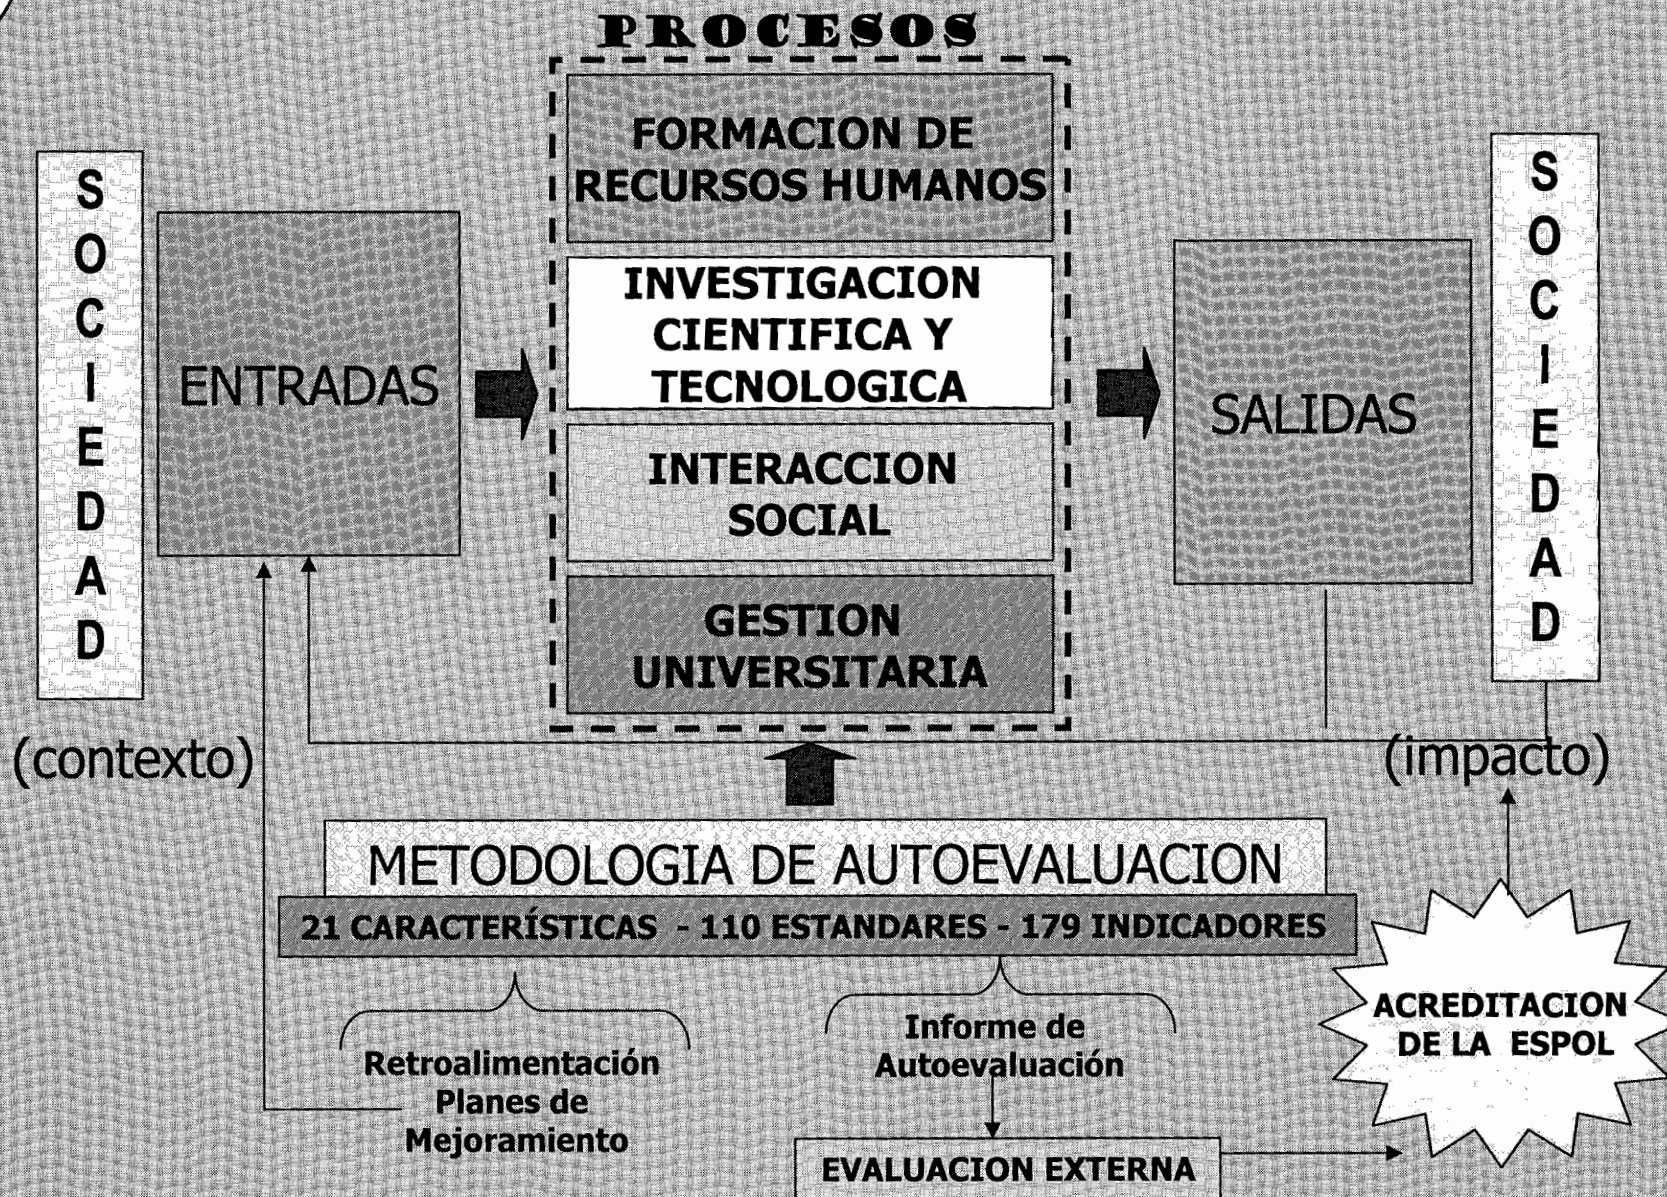 PROCESOS
SOCIEDAD
ENTRADAS
FORMACION DE
RECURSOS HUMANOS
INVESTIGACION
CIENTIFICA Y
TECNOLOGICA
INTERACCION
SOCIAL
GESTION
UNIVERSITARIA
SALIDAS
SOCIEDAD
(contexto)
(impacto)
METODOLOGIA DE AUTOEVALUACION
21 CARACTERÍSTICAS - 110 ESTANDARES - 179 INDICADORES
Retroalimentación
Planes de
Mejoramiento
Informe de
Autoevaluación
EVALUACION EXTERNA
ACREDITACION
DE LA ESPOL